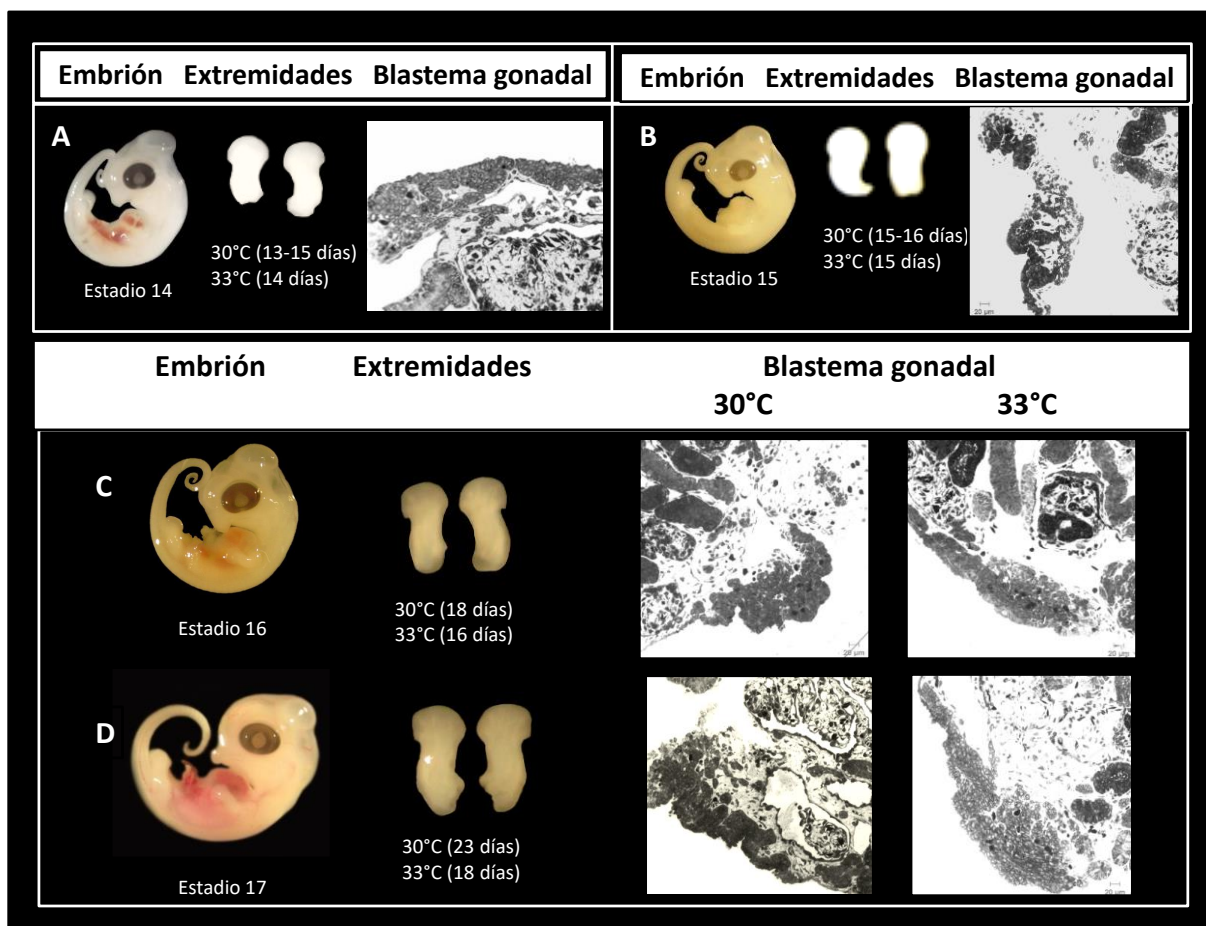 Embrión Extremidades Blastema gonadal
Embrión Extremidades Blastema gonadal
A
30°C (13-15 días)
33°C (14 días)
Estadio 14
B
30°C (15-16 días)
33°C (15 días)
Estadio 15
20 µm
Embrión Extremidades Blastema gonadal
30°C 33°C
C
30°C (18 días)
33°C (16 días)
Estadio 16
20 µm
20 µm
D
30°C (23 días)
33°C (18 días)
Estadio 17
20 µm
20 µm